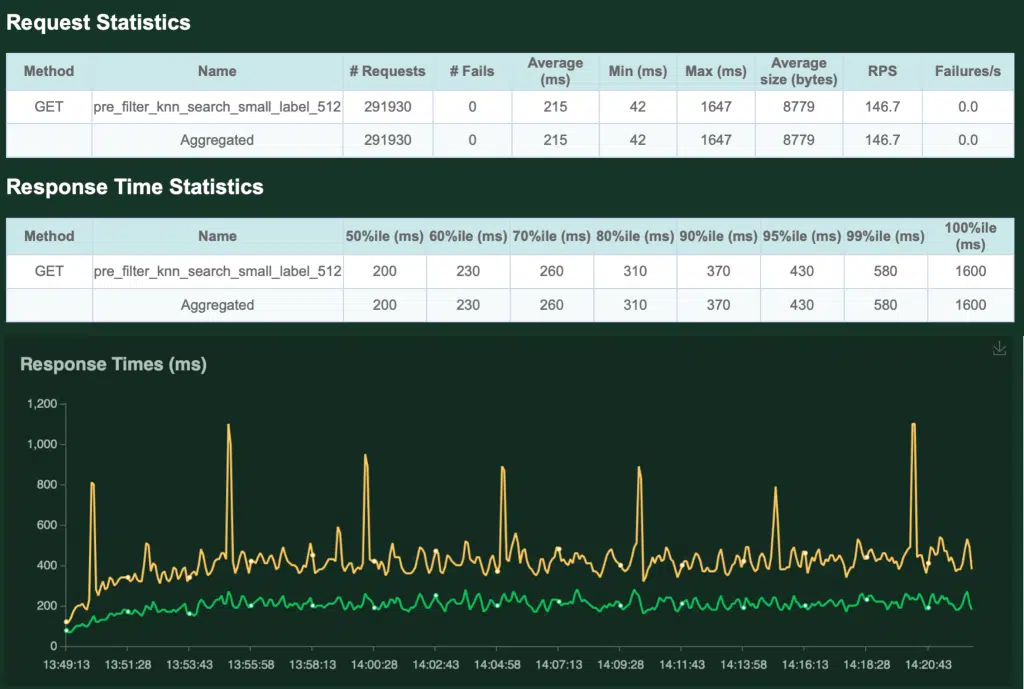 Request Statistics
Method Name # Requests # Fails Average (ms) Min (ms) Max (ms) Average size (bytes) RPS Failures/s
GET pre_filter_knn_search_small_label_512 291930 0 215 42 1647 8779 146.7 0.0
Aggregated 291930 0 215 42 1647 8779 146.7 0.0
Response Time Statistics
Method Name 50%ile (ms) 60%ile (ms) 70%ile (ms) 80%ile (ms) 90%ile (ms) 95%ile (ms) 99%ile (ms) 100%ile (ms)
GET pre_filter_knn_search_small_label_512 200 230 260 310 370 430 580 1600
Aggregated 200 230 260 310 370 430 580 1600
Response Times (ms)
1,200
1,000
800
600
400
200
0
13:49:13 13:51:28 13:53:43 13:55:58 13:58:13 14:00:28 14:02:43 14:04:58 14:07:13 14:09:28 14:11:43 14:13:58 14:16:13 14:18:28 14:20:43